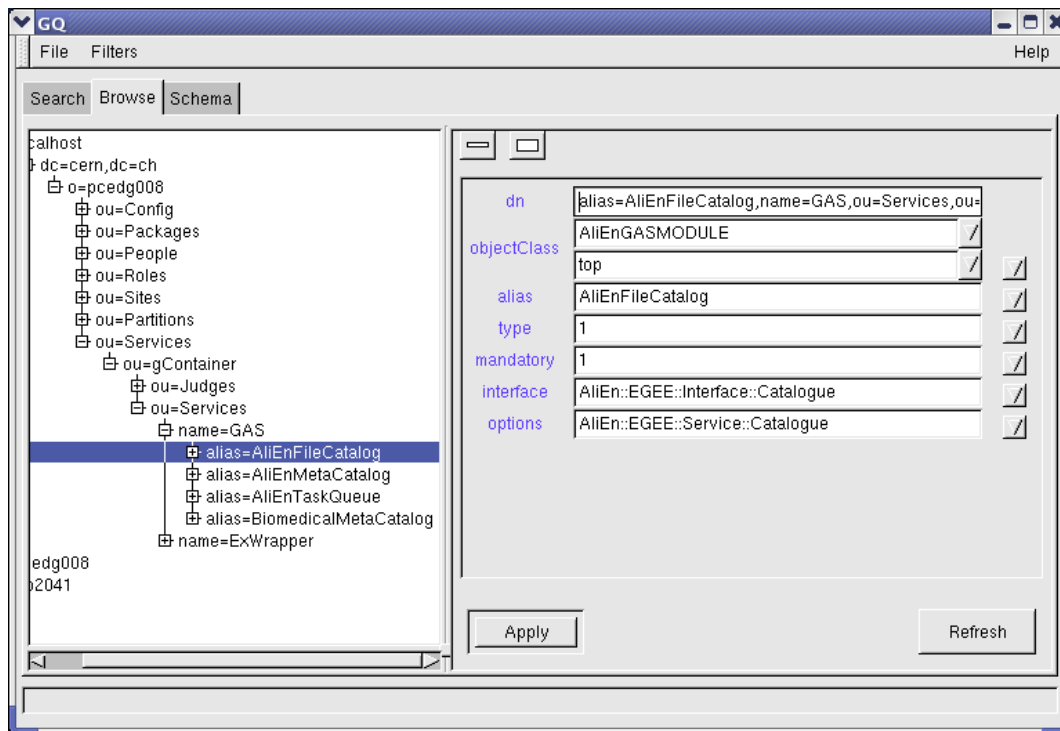 GQ
File Filters Help
Search Browse Schema
calhost
dc=cern,dc=ch
o=pcedg008
ou=Config
ou=Packages
ou=People
ou=Roles
ou=Sites
ou=Partitions
ou=Services
ou=gContainer
ou=Judges
ou=Services
name=GAS
alias=AliEnFileCatalog
alias=AliEnMetaCatalog
alias=AliEnTaskQueue
alias=BiomedicalMetaCatalog
name=ExWrapper
edg008
2041
dn alias=AliEnFileCatalog,name=GAS,ou=Services,ou=
objectClass AliEnGASMODULE
top
alias AliEnFileCatalog
type 1
mandatory 1
interface AliEn::EGEE::Interface::Catalogue
options AliEn::EGEE::Service::Catalogue
Apply Refresh